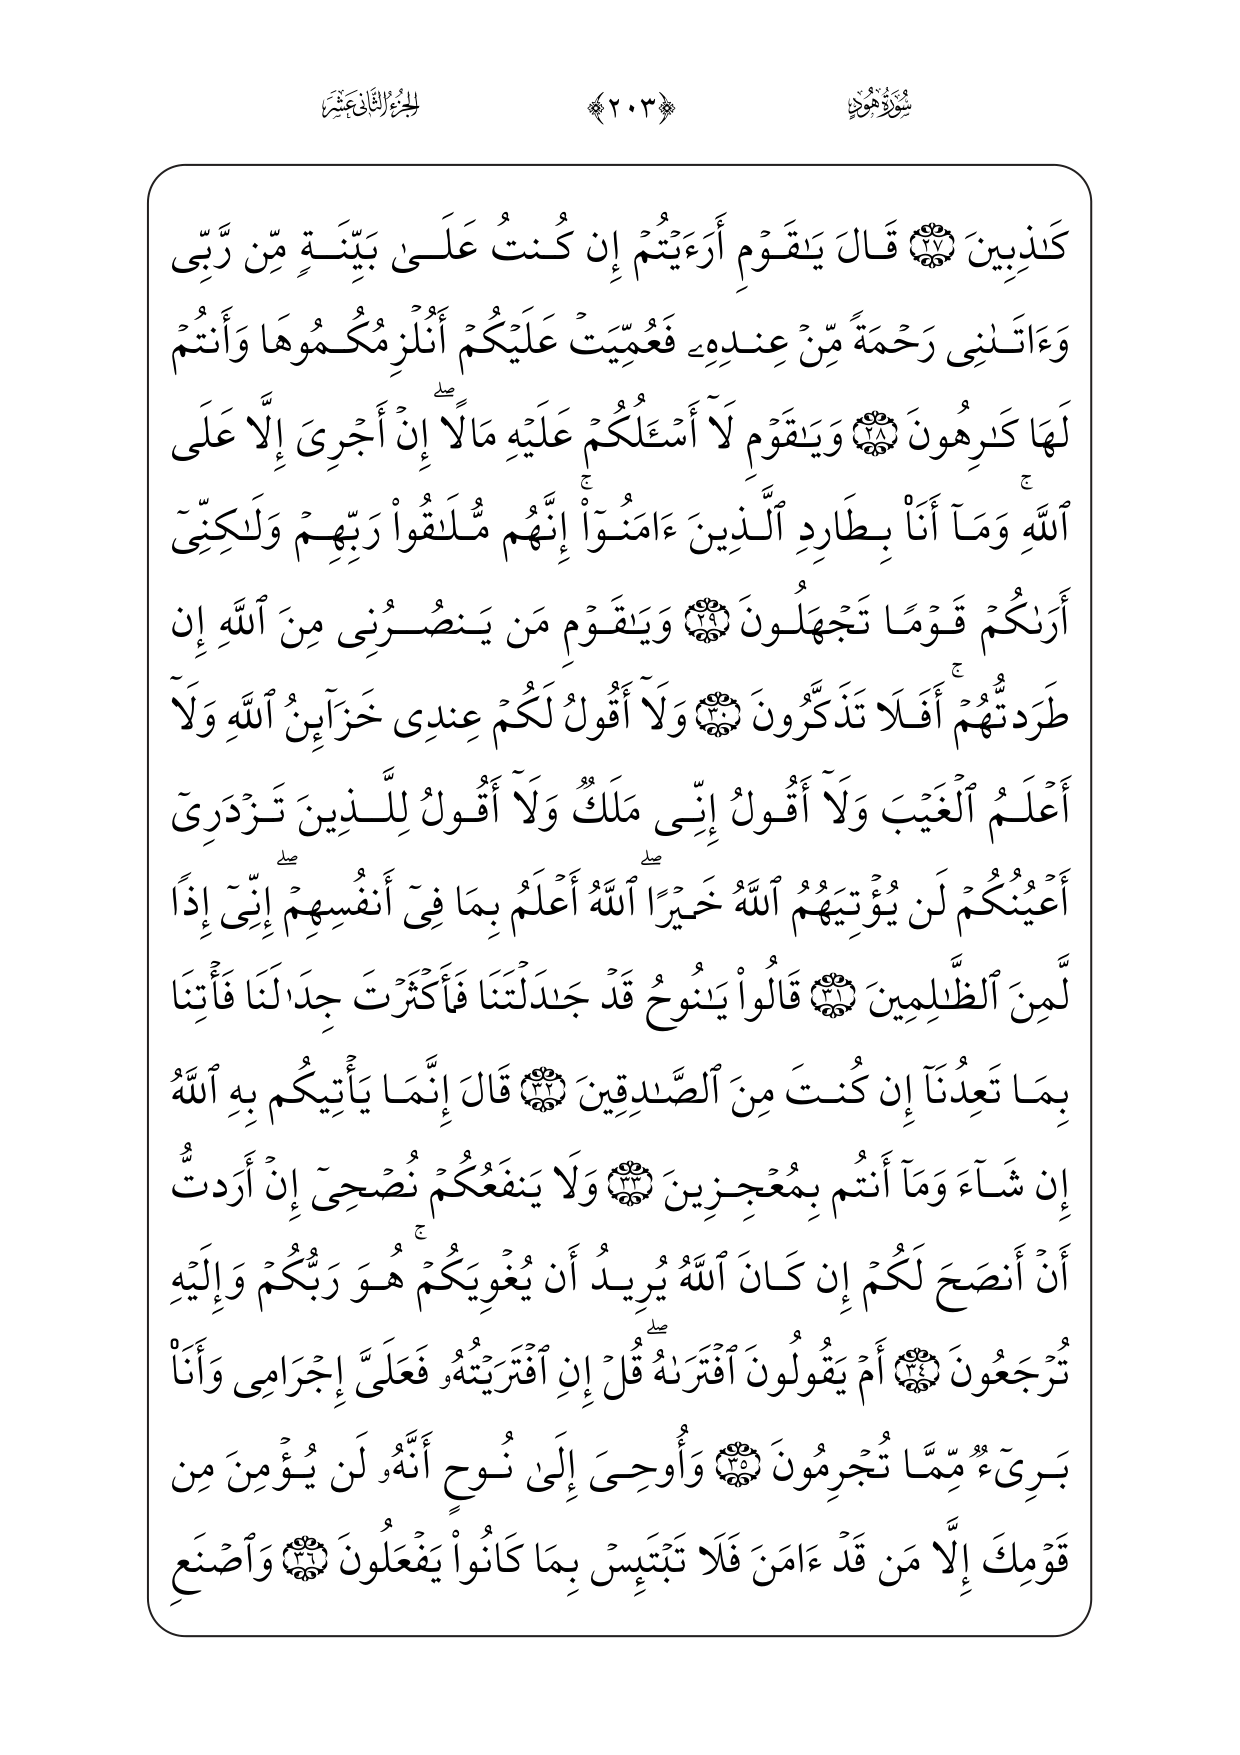 سُورَةُ هُودٍ ﴿٢٠٣﴾ الجُزْءُ الثَّانِي عَشَرَ
كَـٰذِبِينَ ٢٧ قَالَ يَـٰقَوْمِ أَرَءَيْتُمْ إِن كُنتُ عَلَىٰ بَيِّنَةٍ مِّن رَّبِّى
وَءَاتَىٰنِى رَحْمَةً مِّنْ عِندِهِۦ فَعُمِّيَتْ عَلَيْكُمْ أَنُلْزِمُكُمُوهَا وَأَنتُمْ
لَهَا كَـٰرِهُونَ ٢٨ وَيَـٰقَوْمِ لَآ أَسْـَٔلُكُمْ عَلَيْهِ مَالًا ۖ إِنْ أَجْرِىَ إِلَّا عَلَى
ٱللَّهِ ۚ وَمَآ أَنَا۠ بِطَارِدِ ٱلَّذِينَ ءَامَنُوٓا۟ ۚ إِنَّهُم مُّلَـٰقُوا۟ رَبِّهِمْ وَلَـٰكِنِّىٓ
أَرَىٰكُمْ قَوْمًا تَجْهَلُونَ ٢٩ وَيَـٰقَوْمِ مَن يَنصُرُنِى مِنَ ٱللَّهِ إِن
طَرَدتُّهُمْ ۚ أَفَلَا تَذَكَّرُونَ ٣٠ وَلَآ أَقُولُ لَكُمْ عِندِى خَزَآئِنُ ٱللَّهِ وَلَآ
أَعْلَمُ ٱلْغَيْبَ وَلَآ أَقُولُ إِنِّى مَلَكٌ وَلَآ أَقُولُ لِلَّذِينَ تَزْدَرِىٓ
أَعْيُنُكُمْ لَن يُؤْتِيَهُمُ ٱللَّهُ خَيْرًا ۖ ٱللَّهُ أَعْلَمُ بِمَا فِىٓ أَنفُسِهِمْ ۖ إِنِّىٓ إِذًا
لَّمِنَ ٱلظَّـٰلِمِينَ ٣١ قَالُوا۟ يَـٰنُوحُ قَدْ جَـٰدَلْتَنَا فَأَكْثَرْتَ جِدَٰلَنَا فَأْتِنَا
بِمَا تَعِدُنَآ إِن كُنتَ مِنَ ٱلصَّـٰدِقِينَ ٣٢ قَالَ إِنَّمَا يَأْتِيكُم بِهِ ٱللَّهُ
إِن شَآءَ وَمَآ أَنتُم بِمُعْجِزِينَ ٣٣ وَلَا يَنفَعُكُمْ نُصْحِىٓ إِنْ أَرَدتُّ
أَنْ أَنصَحَ لَكُمْ إِن كَانَ ٱللَّهُ يُرِيدُ أَن يُغْوِيَكُمْ ۚ هُوَ رَبُّكُمْ وَإِلَيْهِ
تُرْجَعُونَ ٣٤ أَمْ يَقُولُونَ ٱفْتَرَىٰهُ ۖ قُلْ إِنِ ٱفْتَرَيْتُهُۥ فَعَلَىَّ إِجْرَامِى وَأَنَا۠
بَرِىٓءٌ مِّمَّا تُجْرِمُونَ ٣٥ وَأُوحِىَ إِلَىٰ نُوحٍ أَنَّهُۥ لَن يُؤْمِنَ مِن
قَوْمِكَ إِلَّا مَن قَدْ ءَامَنَ فَلَا تَبْتَئِسْ بِمَا كَانُوا۟ يَفْعَلُونَ ٣٦ وَٱصْنَعِ